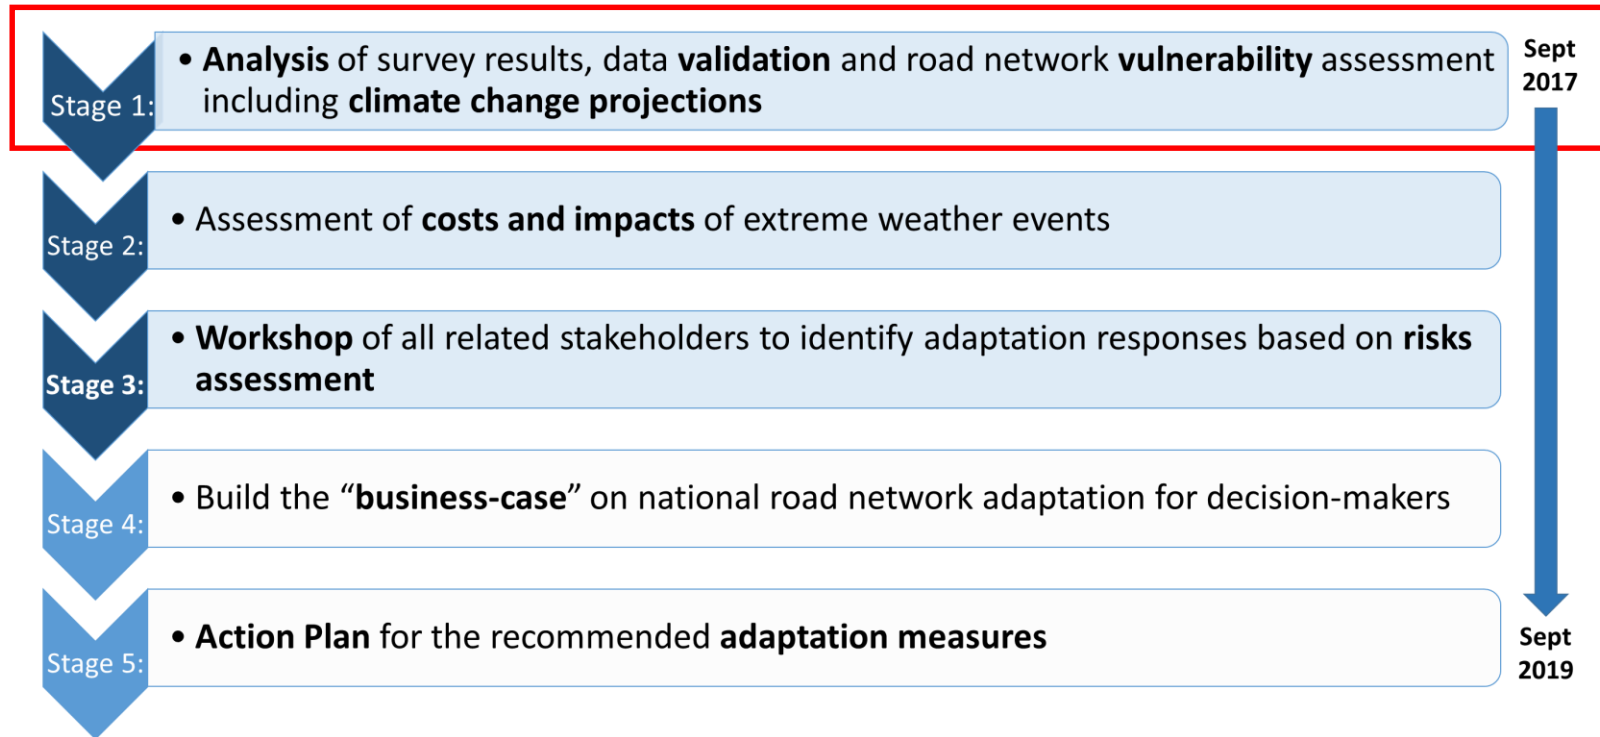 Stage 1:
• Analysis of survey results, data validation and road network vulnerability assessment
including climate change projections
Sept
2017
Stage 2:
• Assessment of costs and impacts of extreme weather events
Stage 3:
• Workshop of all related stakeholders to identify adaptation responses based on risks
assessment
Stage 4:
• Build the “business-case” on national road network adaptation for decision-makers
Stage 5:
• Action Plan for the recommended adaptation measures
Sept
2019